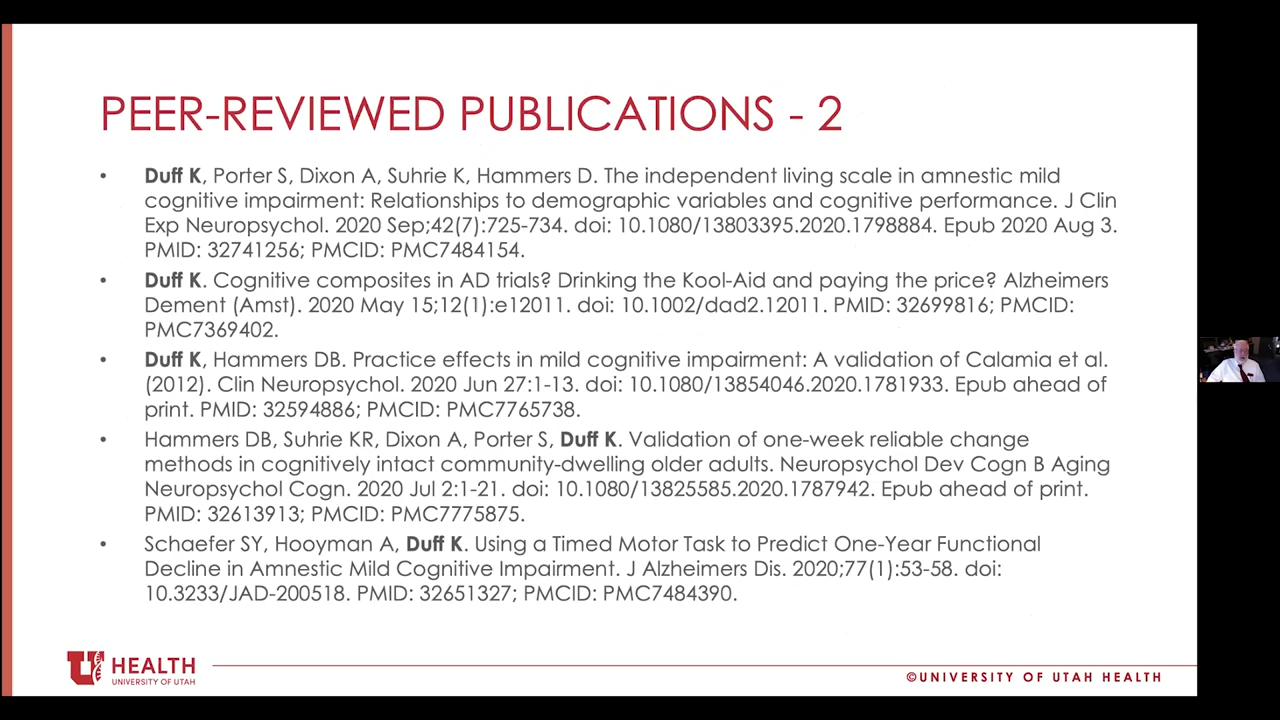 PEER-REVIEWED PUBLICATIONS - 2
• Duff K, Porter S, Dixon A, Suhrie K, Hammers D. The independent living scale in amnestic mild
cognitive impairment: Relationships to demographic variables and cognitive performance. J Clin
Exp Neuropsychol. 2020 Sep;42(7):725-734. doi: 10.1080/13803395.2020.1798884. Epub 2020 Aug 3.
PMID: 32741256; PMCID: PMC7484154.
• Duff K. Cognitive composites in AD trials? Drinking the Kool-Aid and paying the price? Alzheimers
Dement (Amst). 2020 May 15;12(1):e12011. doi: 10.1002/dad2.12011. PMID: 32699816; PMCID:
PMC7369402.
• Duff K, Hammers DB. Practice effects in mild cognitive impairment: A validation of Calamia et al.
(2012). Clin Neuropsychol. 2020 Jun 27:1-13. doi: 10.1080/13854046.2020.1781933. Epub ahead of
print. PMID: 32594886; PMCID: PMC7765738.
• Hammers DB, Suhrie KR, Dixon A, Porter S, Duff K. Validation of one-week reliable change
methods in cognitively intact community-dwelling older adults. Neuropsychol Dev Cogn B Aging
Neuropsychol Cogn. 2020 Jul 2:1-21. doi: 10.1080/13825585.2020.1787942. Epub ahead of print.
PMID: 32613913; PMCID: PMC7775875.
• Schaefer SY, Hooyman A, Duff K. Using a Timed Motor Task to Predict One-Year Functional
Decline in Amnestic Mild Cognitive Impairment. J Alzheimers Dis. 2020;77(1):53-58. doi:
10.3233/JAD-200518. PMID: 32651327; PMCID: PMC7484390.
U HEALTH
UNIVERSITY OF UTAH
©UNIVERSITY OF UTAH HEALTH